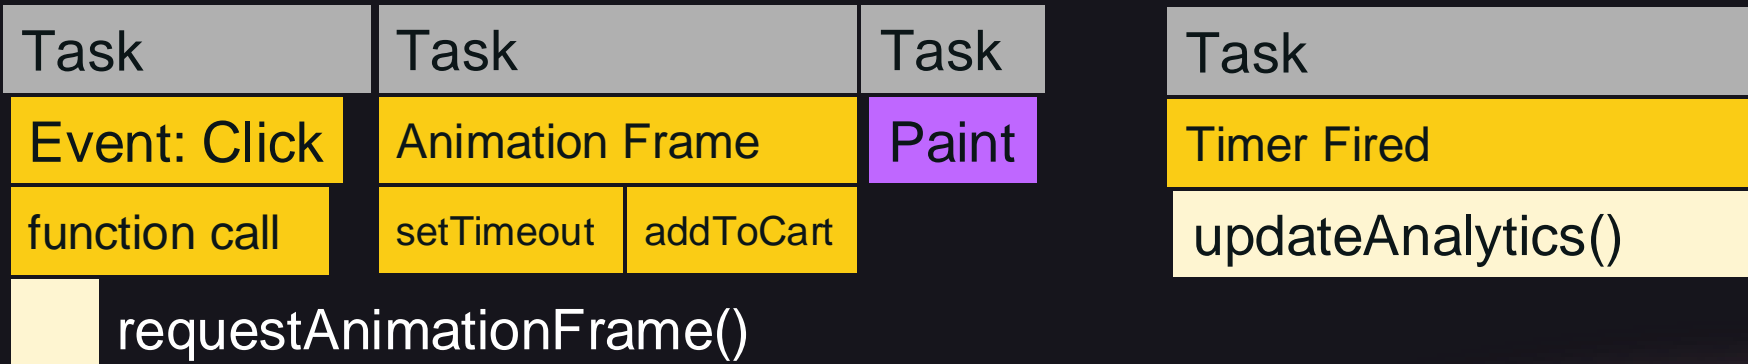 Task
Task
Task
Task
Event: Click
Animation Frame
Paint
Timer Fired
function call
setTimeout
addToCart
updateAnalytics()
requestAnimationFrame()